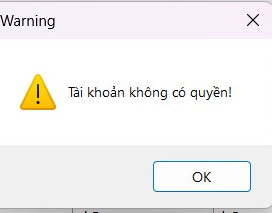 Warning
Tài khoản không có quyền!
OK